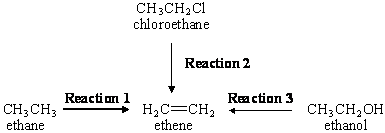 CH₃CH₂Cl
chloroethane
Reaction 2
CH₃CH₃ Reaction 1 H₂C=CH₂ Reaction 3 CH₃CH₂OH
ethane ethene ethanol